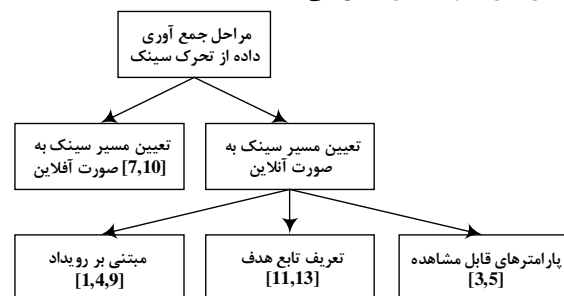 مراحل جمع آوری
داده از تحرک سینک
تعیین مسیر سینک به
صورت آنلاین
تعیین مسیر سینک به
صورت آفلاین [7,10]
پارامترهای قابل مشاهده
[3,5]
تعریف تابع هدف
[11,13]
مبتنی بر رویداد
[1,4,9]